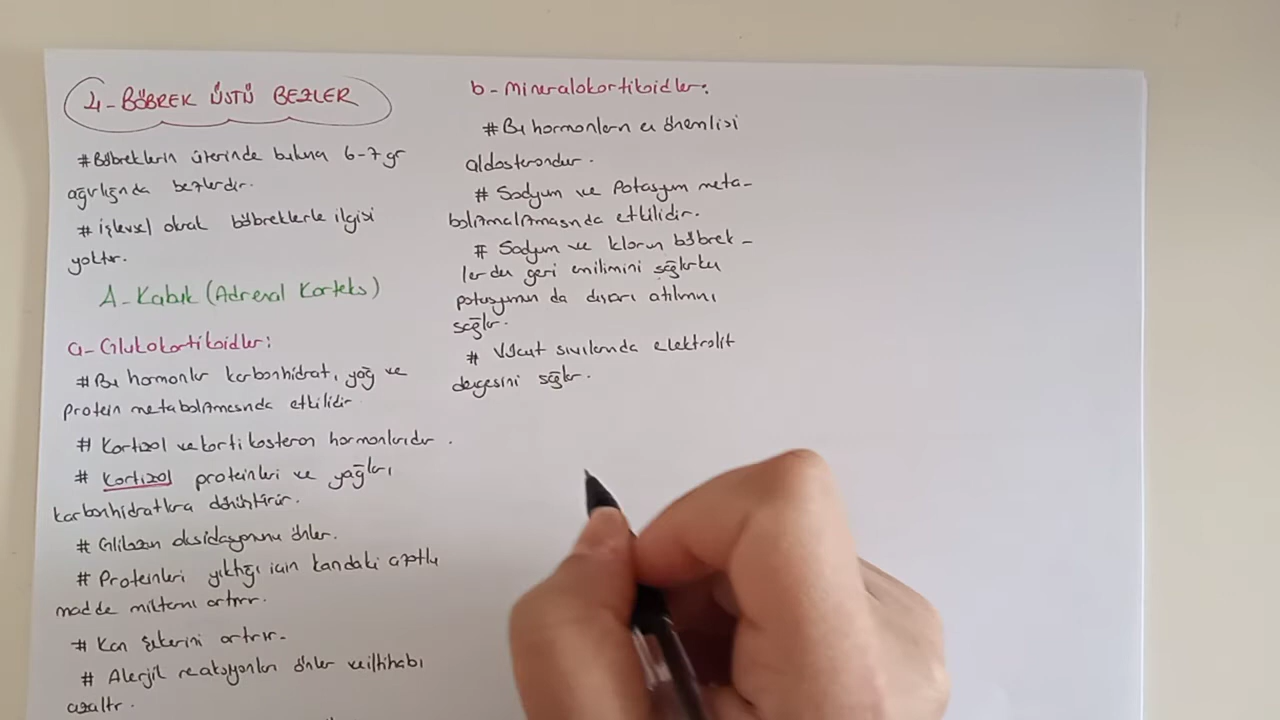 4- BÖBREK ÜSTÜ BEZLER
# Böbreklerin üzerinde bulunan 6-7 gr
ağırlığında bezlerdir.
# İşlevsel olarak böbreklerle ilgisi
yoktur.
A- Kabuk (Adrenal Korteks)
a- Glukokortikoidler:
# Bu hormonlar karbonhidrat, yağ ve
protein metabolizmasında etkilidir
# Kortizol ve kortikosteron hormonlarıdır.
# Kortizol proteinleri ve yağları
karbonhidratlara dönüştürür.
# Glikozun oksidasyonunu önler.
# Proteinleri yıktığı için kandaki azotlu
madde miktarını artırır.
# Kan şekerini artırır.
# Alerjik reaksiyonları önler ve iltihabı
azaltır.
b- Mineralokortikoidler:
# Bu hormonların en önemlisi
aldosterondur.
# Sodyum ve Potasyum meta-
bolizmalarmasında etkilidir.
# Sodyum ve klorun böbrek-
lerden geri emilimini sağlarken
potasyumun da dışarı atılmını
sağlar.
# Vücut sıvılarında elektrolit
dengesini sağlar.